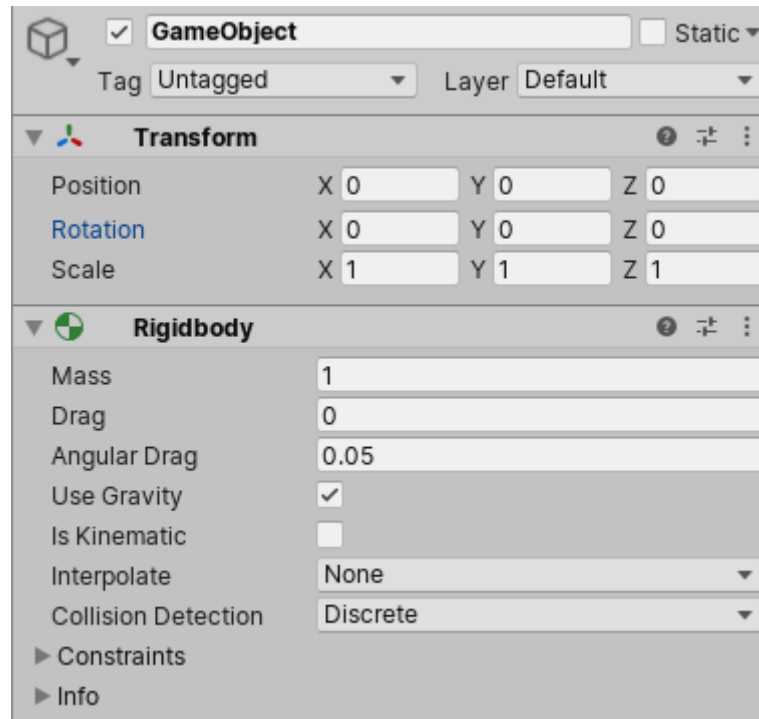 GameObject Static
Tag Untagged Layer Default
Transform
Position X 0 Y 0 Z 0
Rotation X 0 Y 0 Z 0
Scale X 1 Y 1 Z 1
Rigidbody
Mass 1
Drag 0
Angular Drag 0.05
Use Gravity
Is Kinematic
Interpolate None
Collision Detection Discrete
Constraints
Info